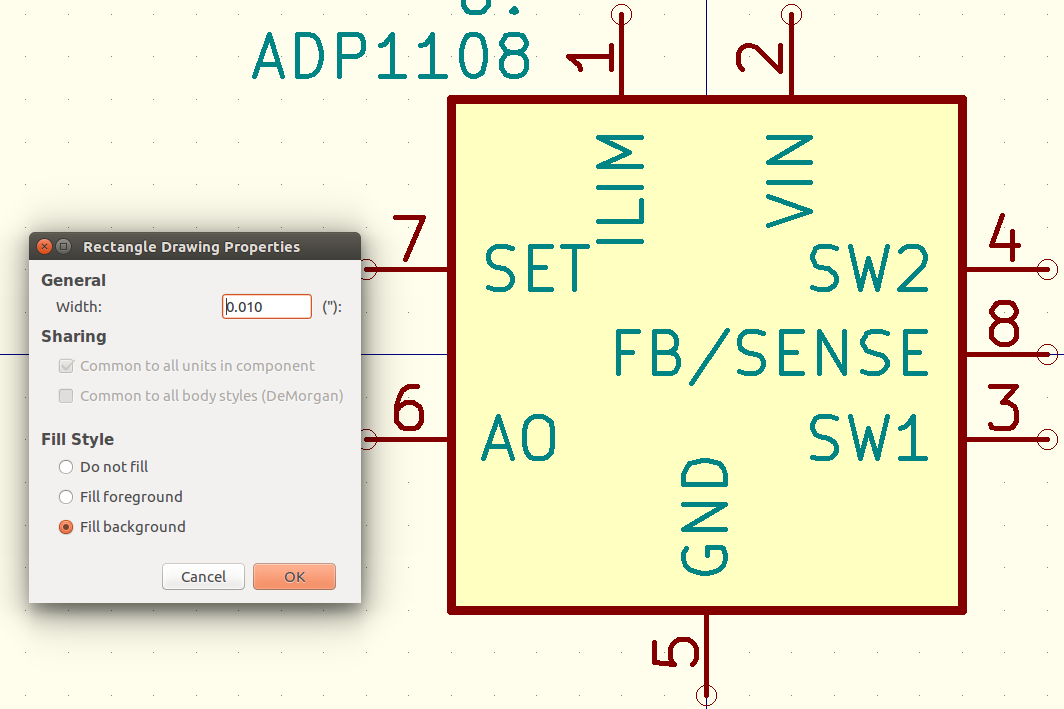 ADP1108
1
2
ILIM
VIN
7
SET
SW2
4
FB/SENSE
8
6
AO
SW1
3
GND
5
Rectangle Drawing Properties
General
Width: 0.010 ("):
Sharing
Common to all units in component
Common to all body styles (DeMorgan)
Fill Style
Do not fill
Fill foreground
Fill background
Cancel OK